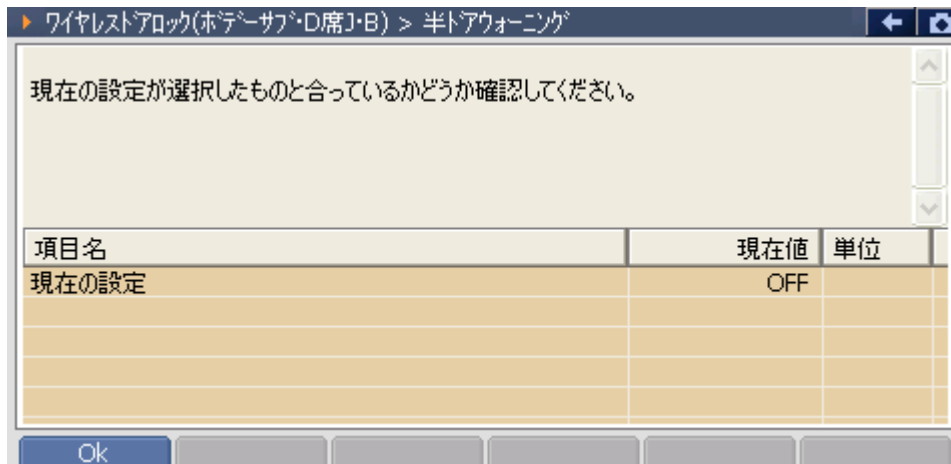 ワイヤレスドアロック(ボデーサブ・D席J・B) > 半ドアウォーニング
現在の設定が選択したものと合っているかどうか確認してください。
項目名 現在値 単位
現在の設定 OFF
Ok